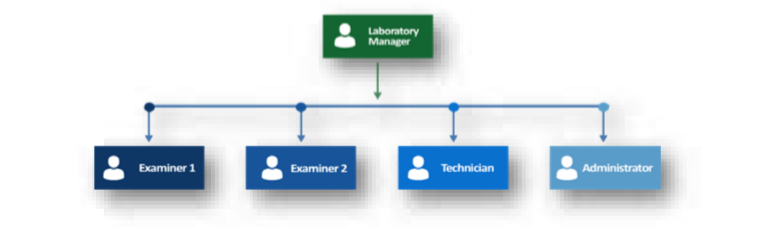 Laboratory
Manager
Examiner 1
Examiner 2
Technician
Administrator